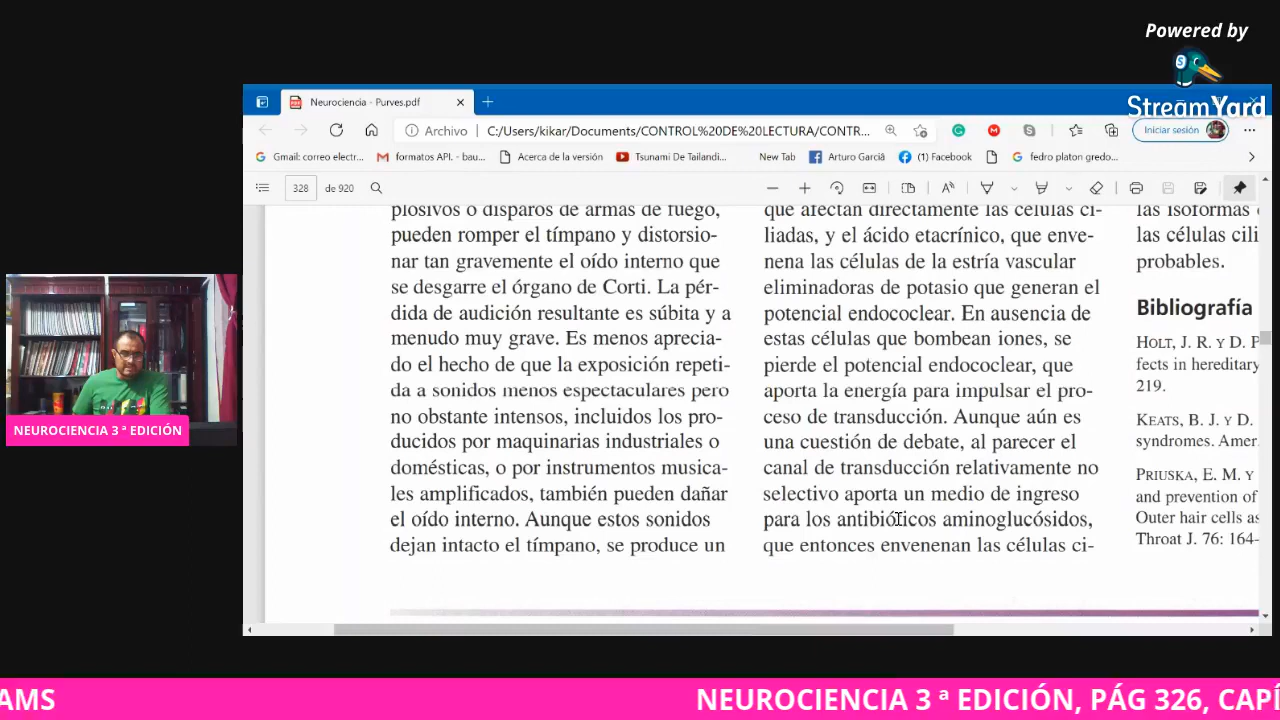 Powered by
StreamYard
Neurociencia - Purves.pdf
Archivo
C:/Users/kikar/Documents/CONTROL%20DE%20LECTURA/CONTR...
Iniciar sesión
Gmail: correo electr...
formatos API. - bau...
Acerca de la versión
Tsunami De Tailandi...
New Tab
Arturo Garciâ
(1) Facebook
fedro platon gredo...
328
de 920
plosivos o disparos de armas de fuego,
pueden romper el tímpano y distorsio-
nar tan gravemente el oído interno que
se desgarre el órgano de Corti. La pér-
dida de audición resultante es súbita y a
menudo muy grave. Es menos aprecia-
do el hecho de que la exposición repeti-
da a sonidos menos espectaculares pero
no obstante intensos, incluidos los pro-
ducidos por maquinarias industriales o
domésticas, o por instrumentos musica-
les amplificados, también pueden dañar
el oído interno. Aunque estos sonidos
dejan intacto el tímpano, se produce un
que afectan directamente las células ci-
liadas, y el ácido etacrínico, que enve-
nena las células de la estría vascular
eliminadoras de potasio que generan el
potencial endococlear. En ausencia de
estas células que bombean iones, se
pierde el potencial endococlear, que
aporta la energía para impulsar el pro-
ceso de transducción. Aunque aún es
una cuestión de debate, al parecer el
canal de transducción relativamente no
selectivo aporta un medio de ingreso
para los antibióticos aminoglucósidos,
que entonces envenenan las células ci-
las isoformas
las células cili
probables.
Bibliografía
HOLT, J. R. Y D. P
fects in hereditary
219.
KEATS, B. J. Y D.
syndromes. Amer.
PRIUSKA, E. M. Y
and prevention of
Outer hair cells as
Throat J. 76: 164-
NEUROCIENCIA 3 ª EDICIÓN
AMS
NEUROCIENCIA 3 ª EDICIÓN, PÁG 326, CAPÍ